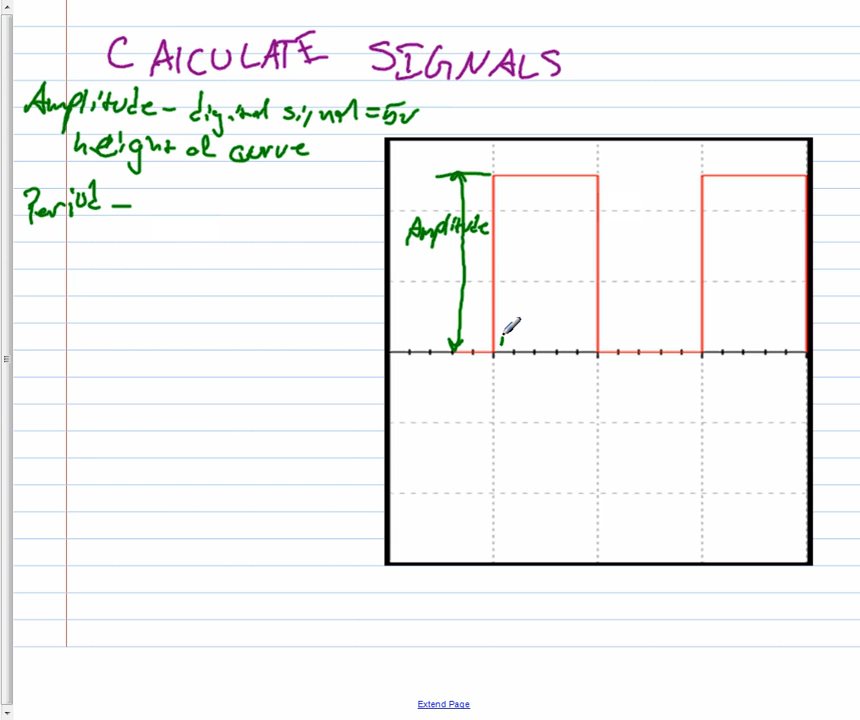 CAlCULATE SIGNALS
Amplitude - digital signal = 5v
height of curve
Period -
Amplitude
Extend Page